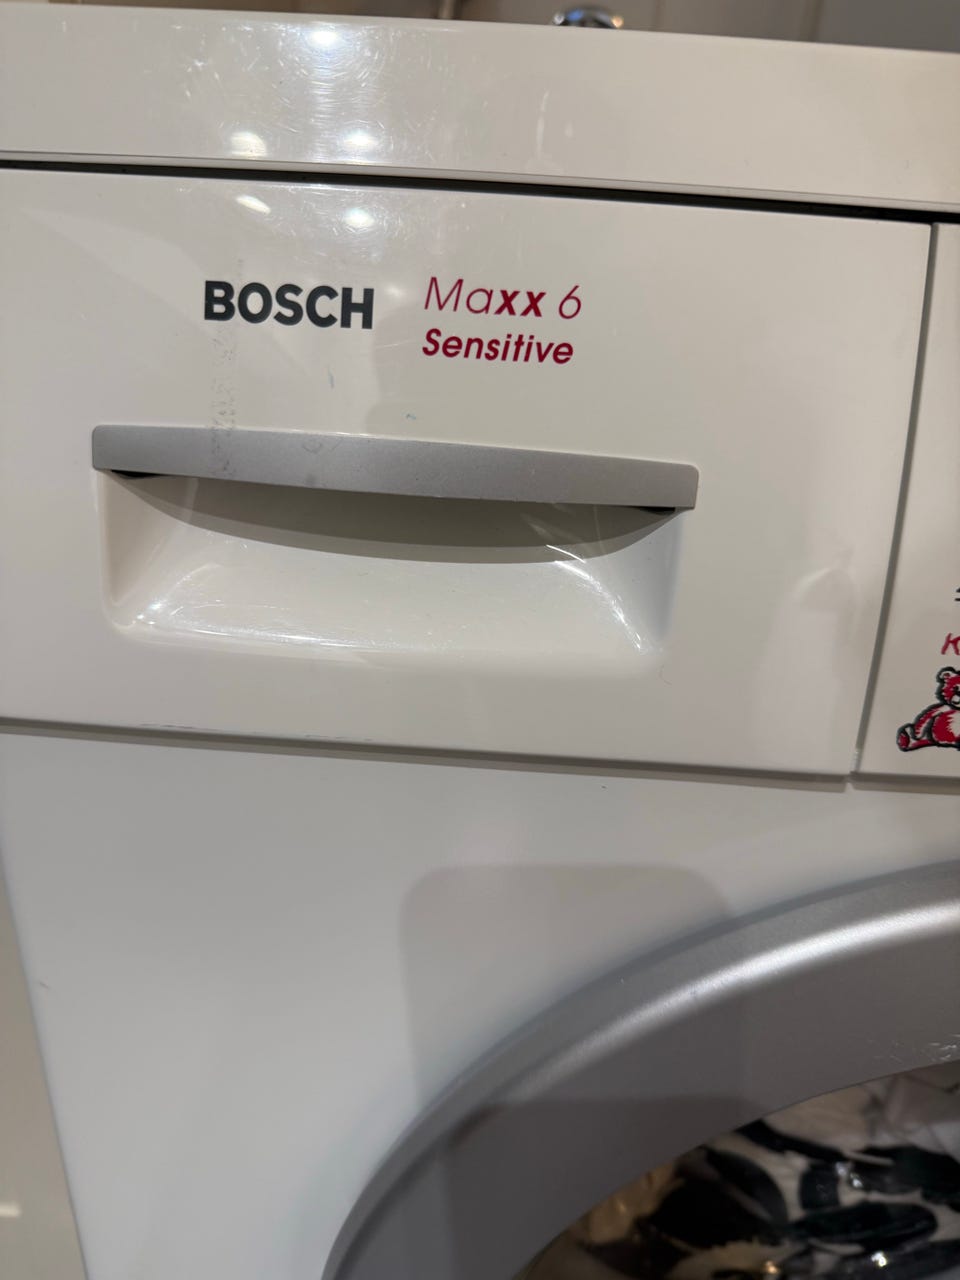 BOSCH
Maxx 6
Sensitive
K